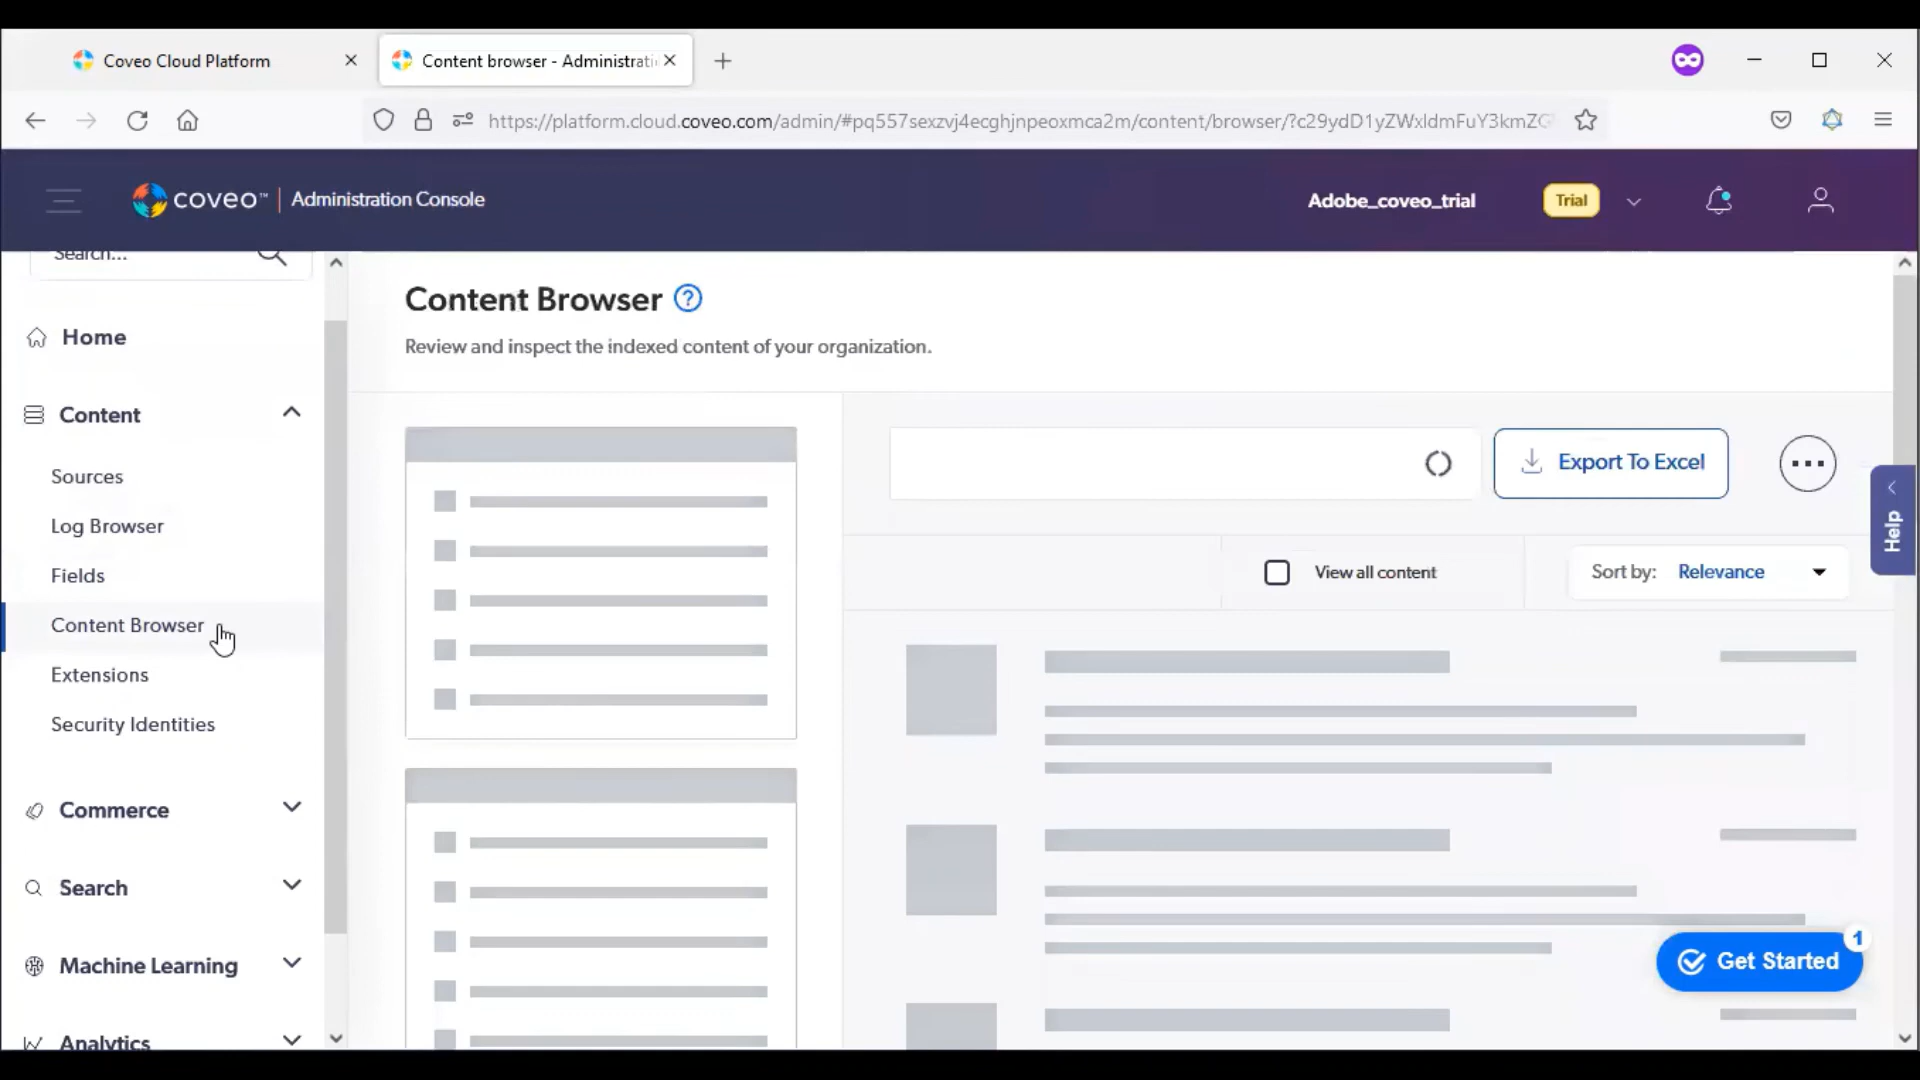 Coveo Cloud Platform
Content browser - Administrati
https://platform.cloud.coveo.com/admin/#pq557sexzvj4ecghjnpeoxmca2m/content/browser/?c29ydD1yZWxldmFuY3kmZG
coveo™ | Administration Console
Adobe_coveo_trial
Trial
Search...
Home
Content
Sources
Log Browser
Fields
Content Browser
Extensions
Security Identities
Commerce
Search
Machine Learning
Analytics
Content Browser ?
Review and inspect the indexed content of your organization.
Export To Excel
View all content
Sort by: Relevance
Help
1
Get Started